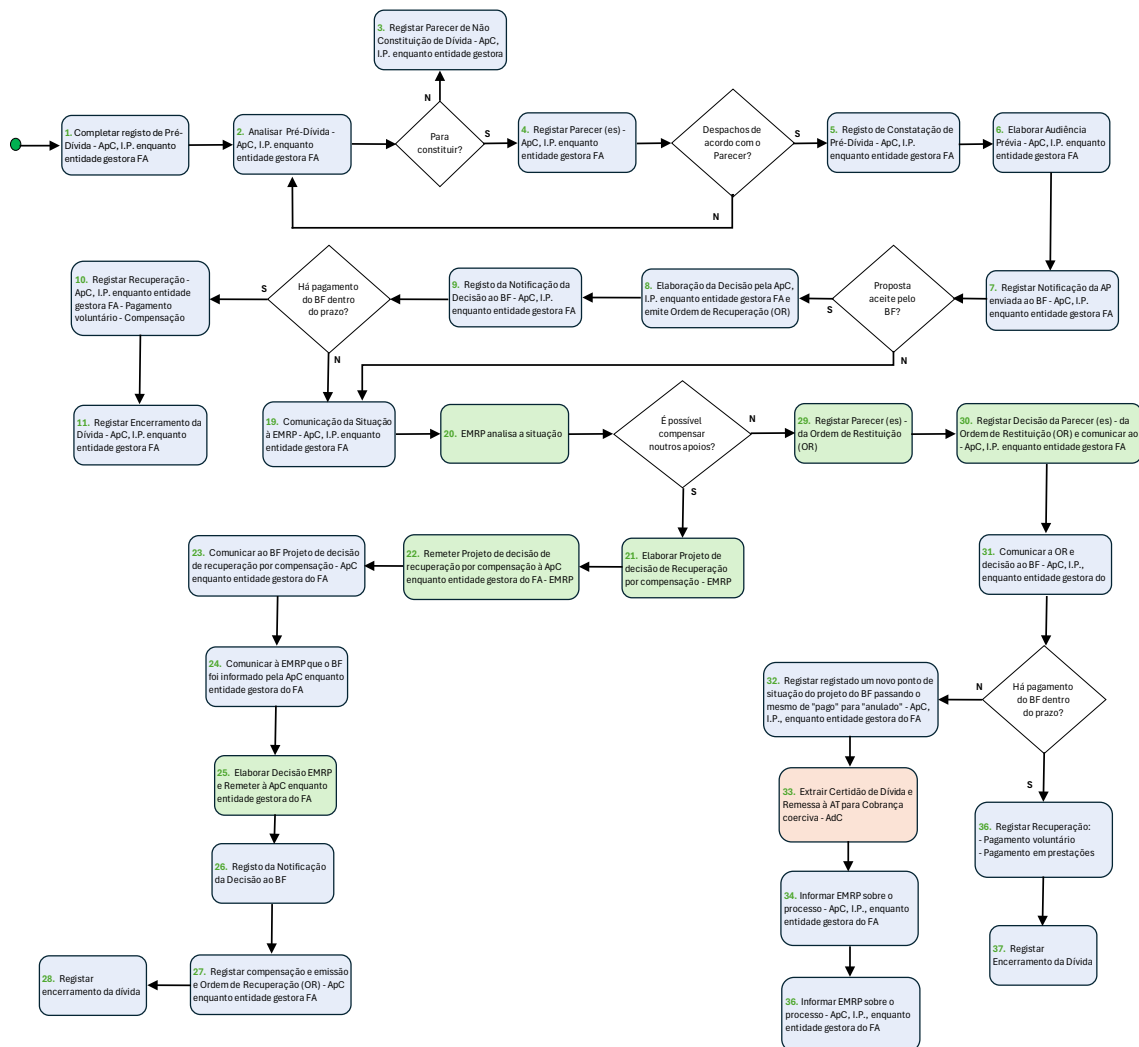 3. Registar Parecer de Não
Constituição de Dívida - ApC,
I.P. enquanto entidade gestora
N
1. Completar registo de Pré-
Dívida - ApC, I.P. enquanto
entidade gestora FA
2. Analisar Pré-Dívida -
ApC, I.P. enquanto
entidade gestora FA
Para
constituir?
S
4. Registar Parecer (es) -
ApC, I.P. enquanto
entidade gestora FA
Despachos de
acordo com o
Parecer?
S
5. Registo de Constatação de
Pré-Dívida - ApC, I.P.
enquanto entidade gestora FA
6. Elaborar Audiência
Prévia - ApC, I.P. enquanto
entidade gestora FA
N
10. Registar Recuperação -
ApC, I.P. enquanto entidade
gestora FA - Pagamento
voluntário - Compensação
S
Há pagamento
do BF dentro
do prazo?
9. Registo da Notificação da
Decisão ao BF - ApC, I.P.
enquanto entidade gestora FA
8. Elaboração da Decisão pela ApC,
I.P. enquanto entidade gestora FA e
emite Ordem de Recuperação (OR)
S
Proposta
aceite pelo
BF?
7. Registar Notificação da AP
enviada ao BF - ApC, I.P.
enquanto entidade gestora FA
N
N
11. Registar Encerramento da
Dívida - ApC, I.P. enquanto
entidade gestora FA
19. Comunicação da Situação
à EMRP - ApC, I.P. enquanto
entidade gestora FA
20. EMRP analisa a situação
É possível
compensar
noutros apoios?
N
29. Registar Parecer (es) -
da Ordem de Restituição
(OR)
30. Registar Decisão da Parecer (es) - da
Ordem de Restituição (OR) e comunicar ao
- ApC, I.P. enquanto entidade gestora FA
S
23. Comunicar ao BF Projeto de decisão
de recuperação por compensação - ApC
enquanto entidade gestora do FA
22. Remeter Projeto de decisão de
recuperação por compensação à ApC
enquanto entidade gestora do FA - EMRP
21. Elaborar Projeto de
decisão de Recuperação
por compensação - EMRP
31. Comunicar a OR e
decisão ao BF - ApC, I.P.,
enquanto entidade gestora do
24. Comunicar à EMRP que o BF
foi informado pela ApC enquanto
entidade gestora do FA
32. Registar registado um novo ponto de
situação do projeto do BF passando o
mesmo de "pago" para "anulado" - ApC,
I.P., enquanto entidade gestora do FA
N
Há pagamento
do BF dentro
do prazo?
25. Elaborar Decisão EMRP
e Remeter à ApC enquanto
entidade gestora do FA
33. Extrair Certidão de Dívida e
Remessa à AT para Cobrança
coerciva - AdC
S
36. Registar Recuperação:
- Pagamento voluntário
- Pagamento em prestações
26. Registo da Notificação
da Decisão ao BF
34. Informar EMRP sobre o
processo - ApC, I.P., enquanto
entidade gestora do FA
37. Registar
Encerramento da Dívida
28. Registar
encerramento da dívida
27. Registar compensação e emissão
e Ordem de Recuperação (OR) - ApC
enquanto entidade gestora FA
36. Informar EMRP sobre o
processo - ApC, I.P., enquanto
entidade gestora do FA